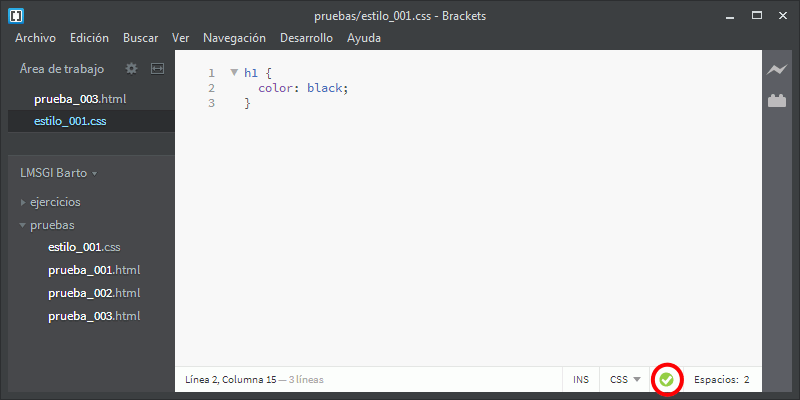 pruebas/estilo_001.css - Brackets
Archivo Edición Buscar Ver Navegación Desarrollo Ayuda
Área de trabajo
prueba_003.html
estilo_001.css
LMSGI Barto
ejercicios
pruebas
estilo_001.css
prueba_001.html
prueba_002.html
prueba_003.html
1 h1 {
2 color: black;
3 }
Línea 2, Columna 15 — 3 líneas INS CSS Espacios: 2